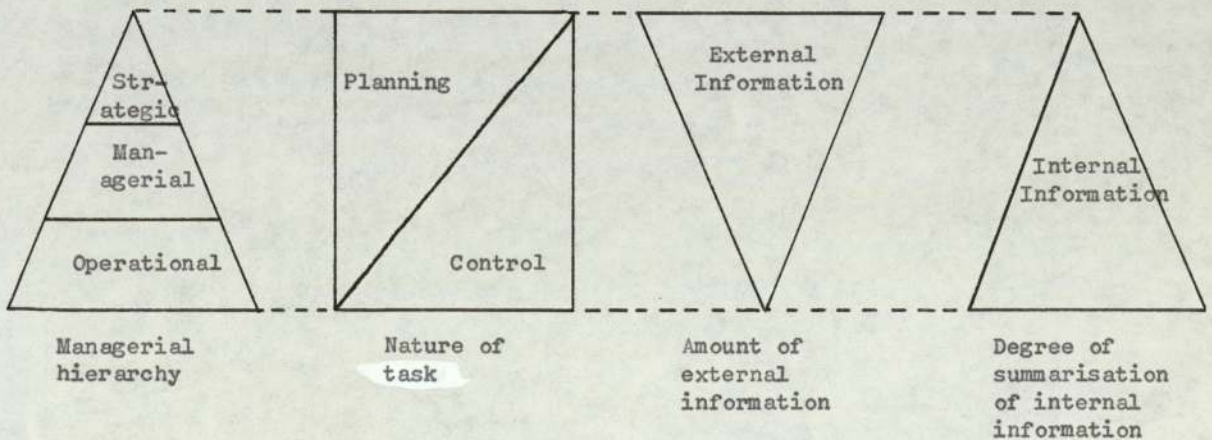 Str-
ategic
Man-
agerial
Operational
Planning
Control
External
Information
Internal
Information
Managerial
hierarchy
Nature of
task
Amount of
external
information
Degree of
summarisation
of internal
information